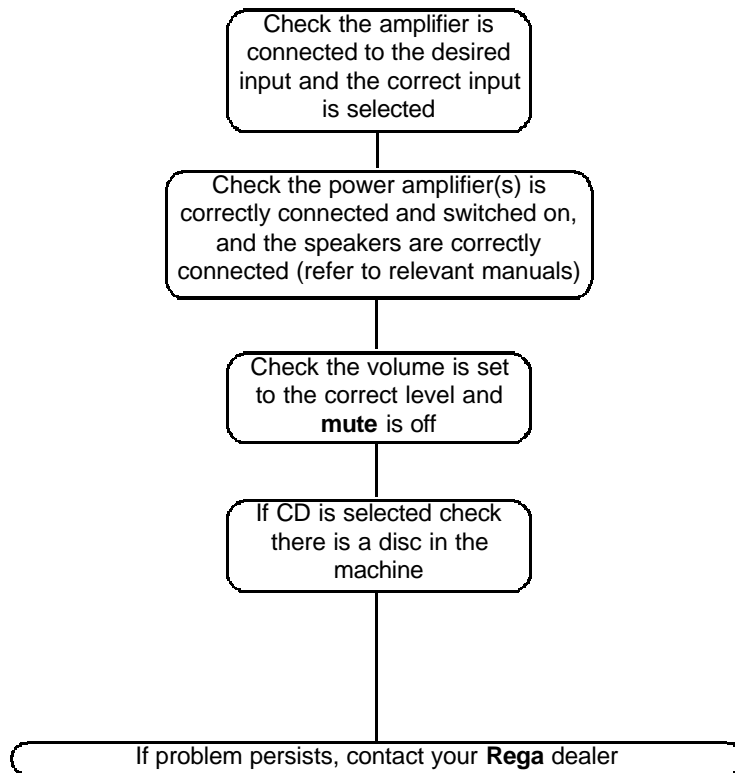 Check the amplifier is
connected to the desired
input and the correct input
is selected
Check the power amplifier(s) is
correctly connected and switched on,
and the speakers are correctly
connected (refer to relevant manuals)
Check the volume is set
to the correct level and
mute is off
If CD is selected check
there is a disc in the
machine
If problem persists, contact your Rega dealer